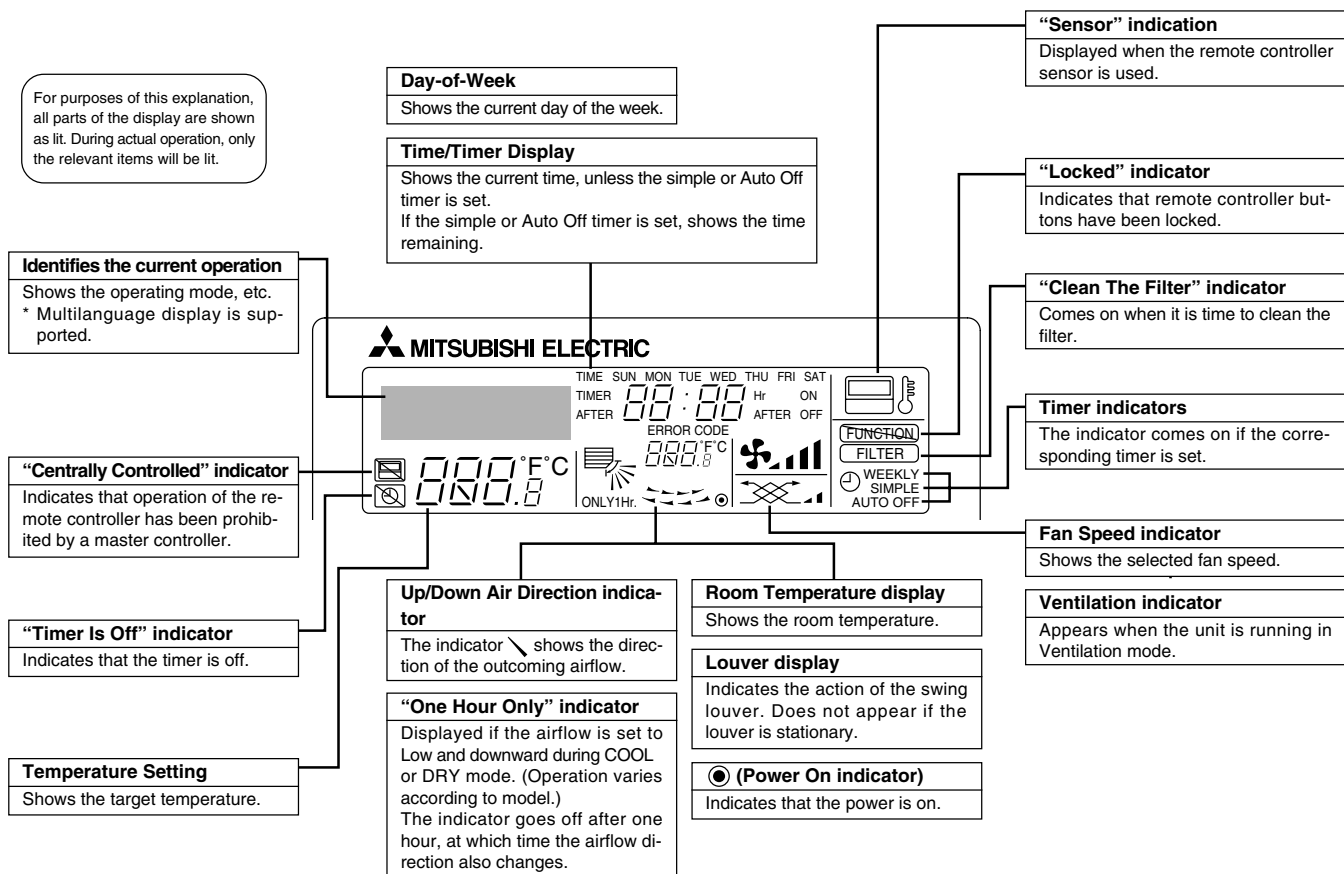 For purposes of this explanation,
all parts of the display are shown
as lit. During actual operation, only
the relevant items will be lit.
Day-of-Week
Shows the current day of the week.
Time/Timer Display
Shows the current time, unless the simple or Auto Off
timer is set.
If the simple or Auto Off timer is set, shows the time
remaining.
Identifies the current operation
Shows the operating mode, etc.
* Multilanguage display is sup-
ported.
"Centrally Controlled" indicator
Indicates that operation of the re-
mote controller has been prohib-
ited by a master controller.
"Timer Is Off" indicator
Indicates that the timer is off.
Temperature Setting
Shows the target temperature.
MITSUBISHI ELECTRIC
TIME SUN MON TUE WED THU FRI SAT
TIMER 88:88 Hr ON
AFTER AFTER OFF
ERROR CODE
888.8 °F°C
888.8 °F°C
ONLY1Hr.
FUNCTION
FILTER
WEEKLY
SIMPLE
AUTO OFF
Up/Down Air Direction indica-
tor
The indicator shows the direc-
tion of the outcoming airflow.
"One Hour Only" indicator
Displayed if the airflow is set to
Low and downward during COOL
or DRY mode. (Operation varies
according to model.)
The indicator goes off after one
hour, at which time the airflow di-
rection also changes.
Room Temperature display
Shows the room temperature.
Louver display
Indicates the action of the swing
louver. Does not appear if the
louver is stationary.
(Power On indicator)
Indicates that the power is on.
"Sensor" indication
Displayed when the remote controller
sensor is used.
"Locked" indicator
Indicates that remote controller but-
tons have been locked.
"Clean The Filter" indicator
Comes on when it is time to clean the
filter.
Timer indicators
The indicator comes on if the corre-
sponding timer is set.
Fan Speed indicator
Shows the selected fan speed.
Ventilation indicator
Appears when the unit is running in
Ventilation mode.